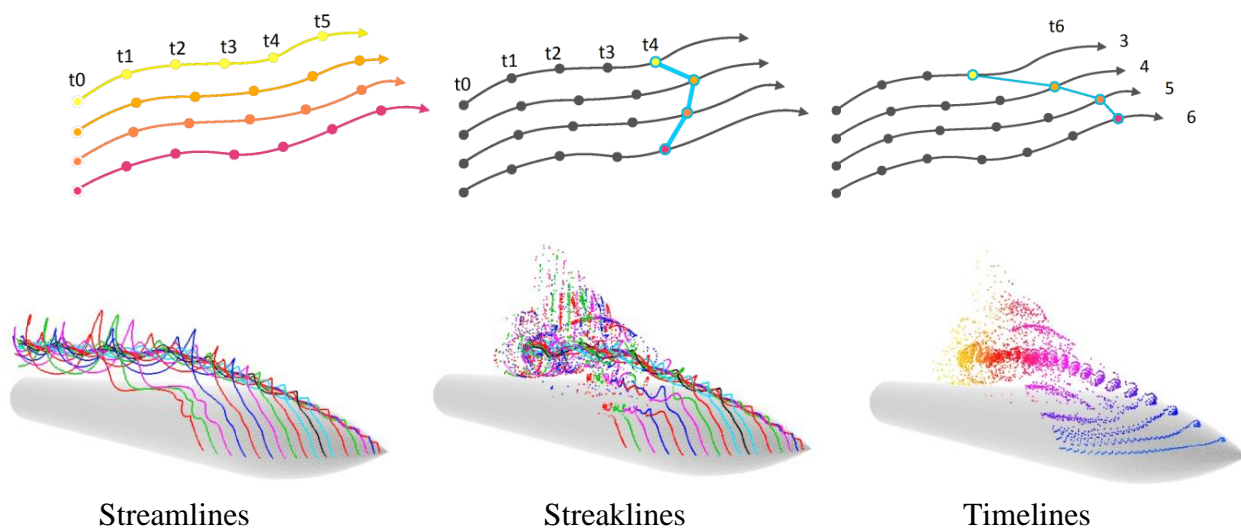 t0 t1 t2 t3 t4 t5
t0 t1 t2 t3 t4
t6 3
4
5
6
Streamlines Streaklines Timelines